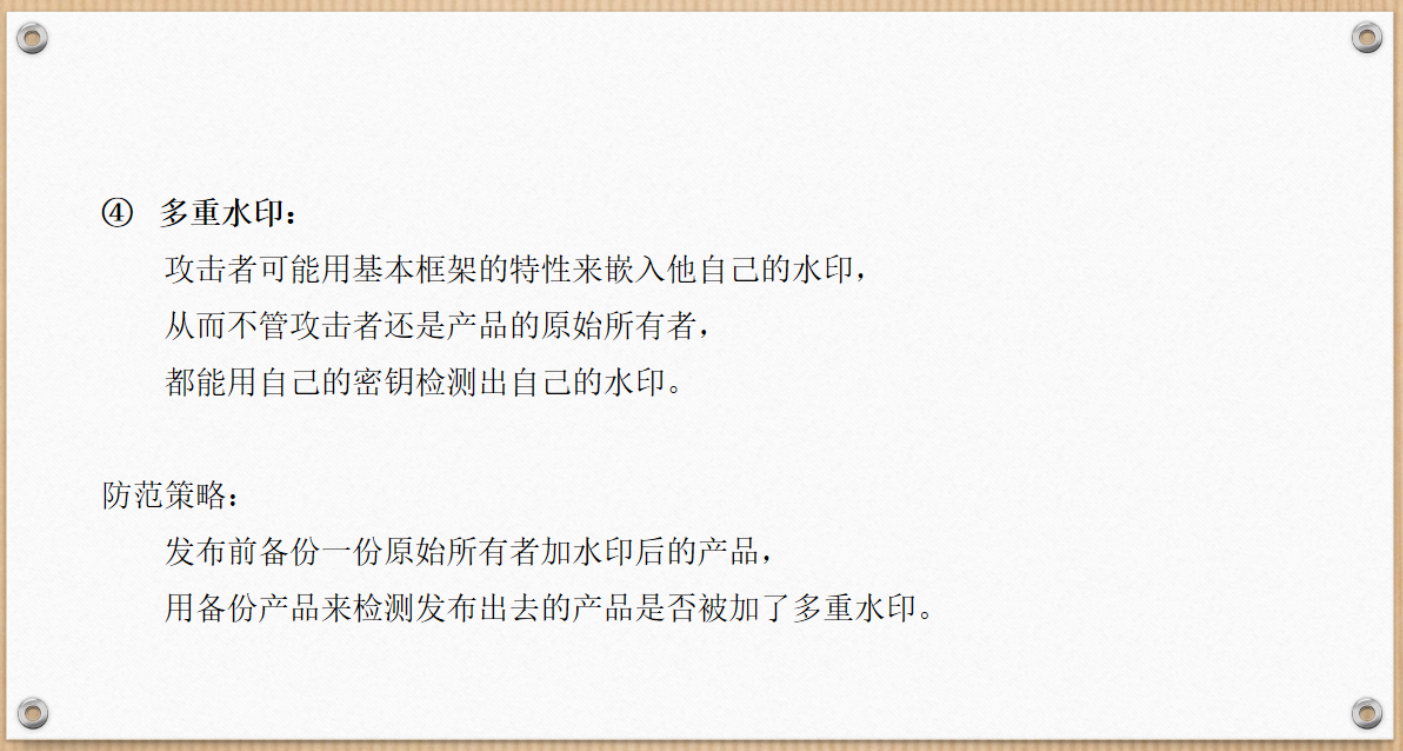 ④ 多重水印：
攻击者可能用基本框架的特性来嵌入他自己的水印，
从而不管攻击者还是产品的原始所有者，
都能用自己的密钥检测出自己的水印。
防范策略：
发布前备份一份原始所有者加水印后的产品，
用备份产品来检测发布出去的产品是否被加了多重水印。